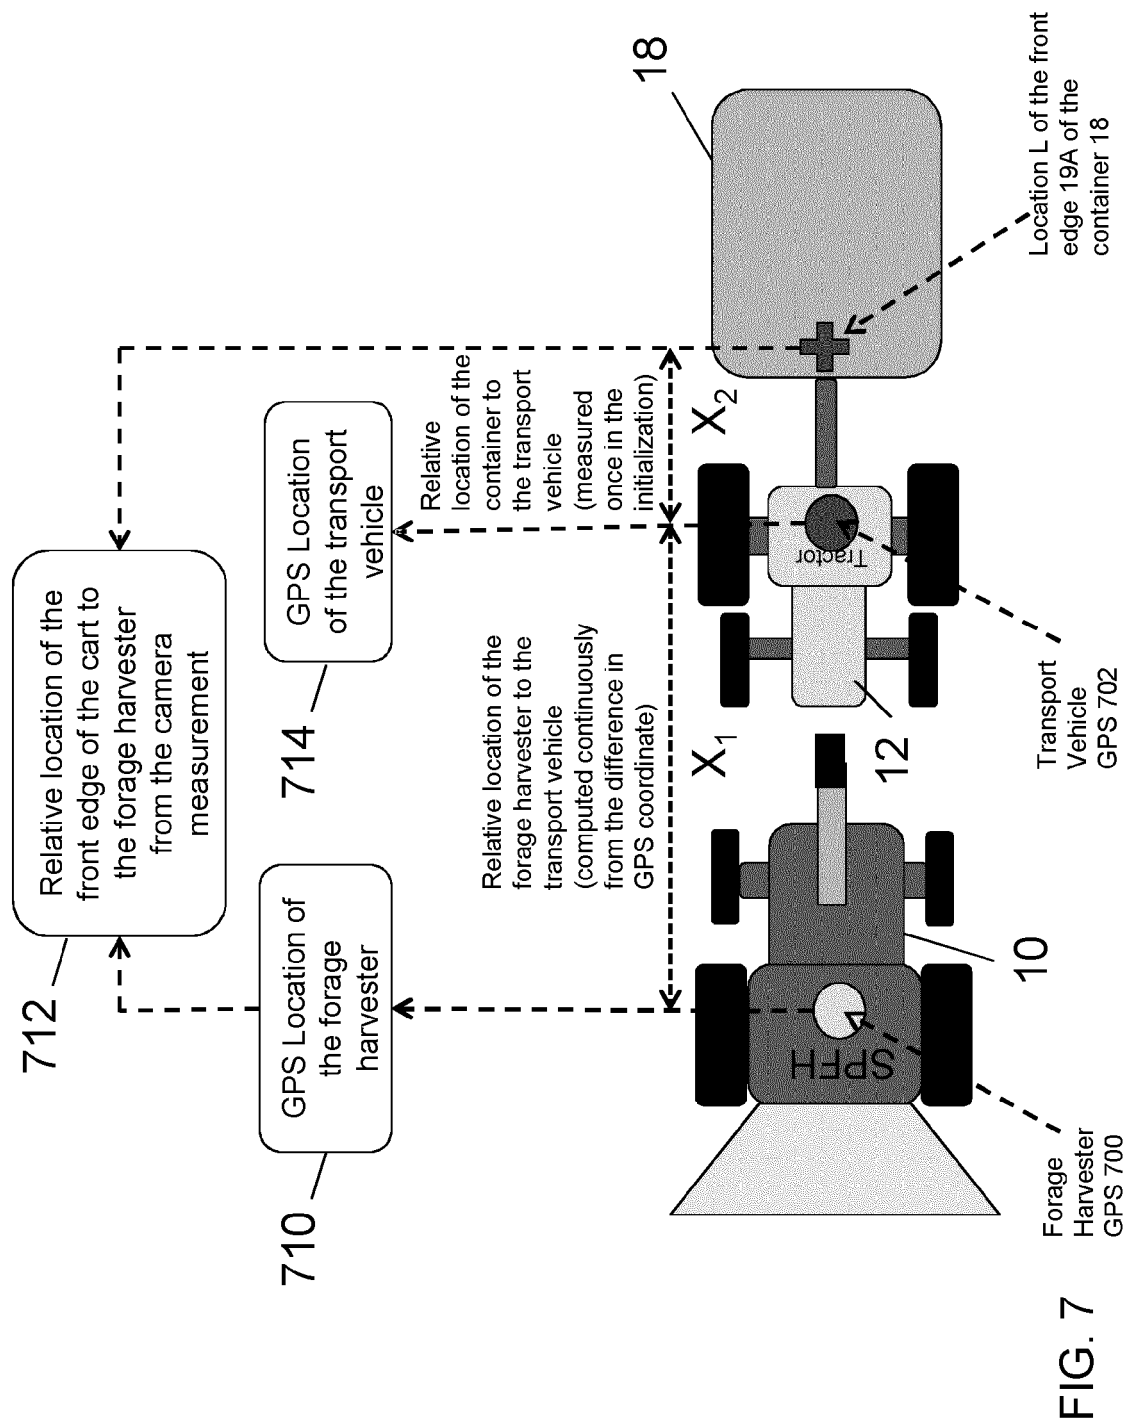 712
Relative location of the
front edge of the cart to
the forage harvester
from the camera
measurement
710
GPS Location of
the forage
harvester
714
GPS Location
of the transport
vehicle
Relative location of the
forage harvester to the
transport vehicle
(computed continuously
from the difference in
GPS coordinate)
Relative
location of the
container to
the transport
vehicle
(measured
once in the
initialization)
X1
X2
18
SPFH
Tractor
10
12
Forage
Harvester
GPS 700
Transport
Vehicle
GPS 702
Location L of the front
edge 19A of the
container 18
FIG. 7